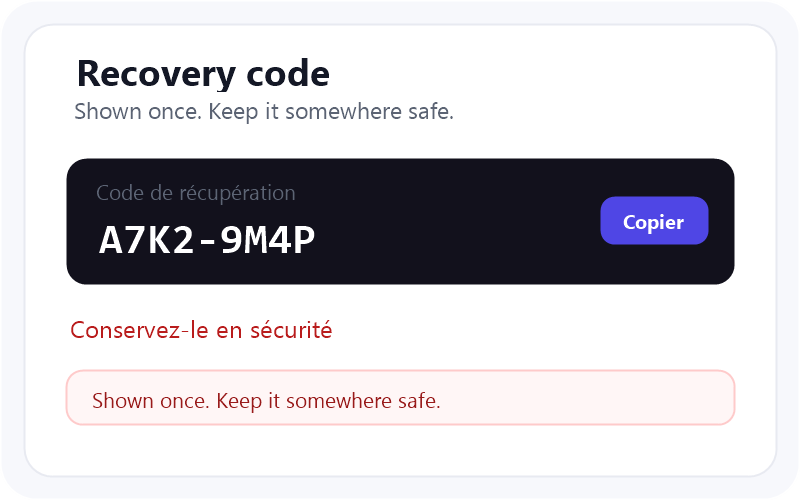 Recovery code
Shown once. Keep it somewhere safe.
Code de récupération
A7K2-9M4P
Copier
Conservez-le en sécurité
Shown once. Keep it somewhere safe.